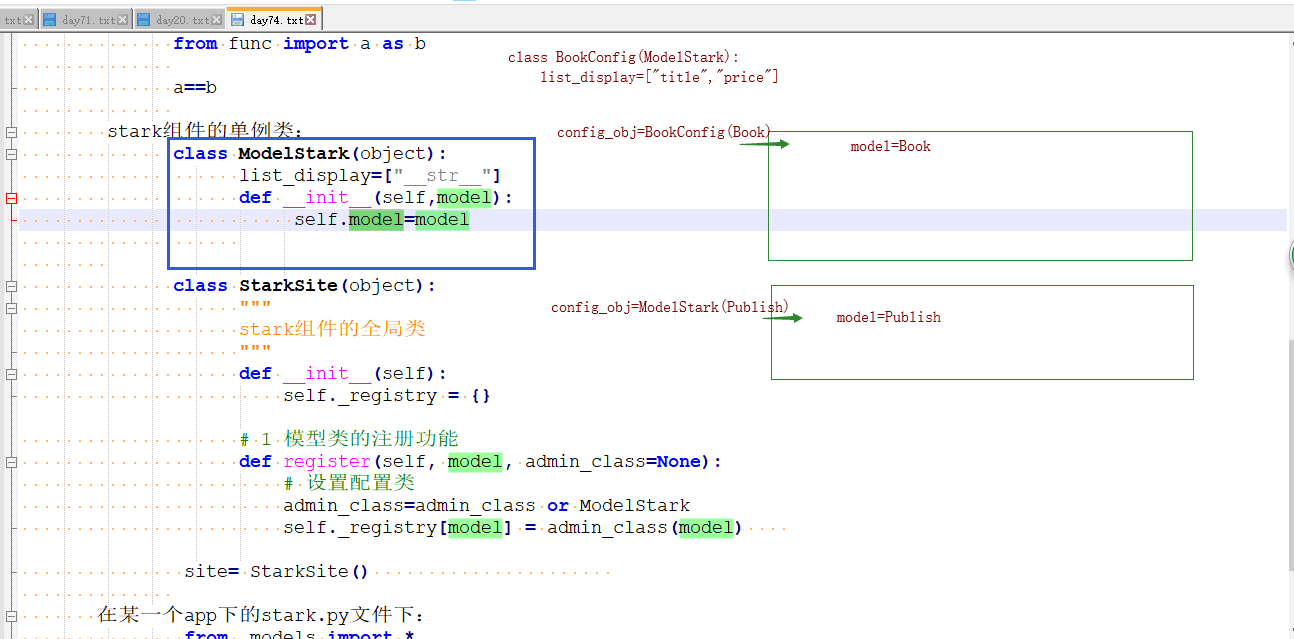 txt day71.txt day20.txt day74.txt
from func import a as b
class BookConfig(ModelStark):
list_display=["title","price"]
a==b
stark组件的单例类:
config_obj=BookConfig(Book)
model=Book
class ModelStark(object):
list_display=["__str__"]
def __init__(self,model):
self.model=model
class StarkSite(object):
"""
config_obj=ModelStark(Publish)
model=Publish
stark组件的全局类
"""
def __init__(self):
self._registry = {}
# 1 模型类的注册功能
def register(self, model, admin_class=None):
# 设置配置类
admin_class=admin_class or ModelStark
self._registry[model] = admin_class(model)
site= StarkSite()
在某一个app下的stark.py文件下:
from .models import *